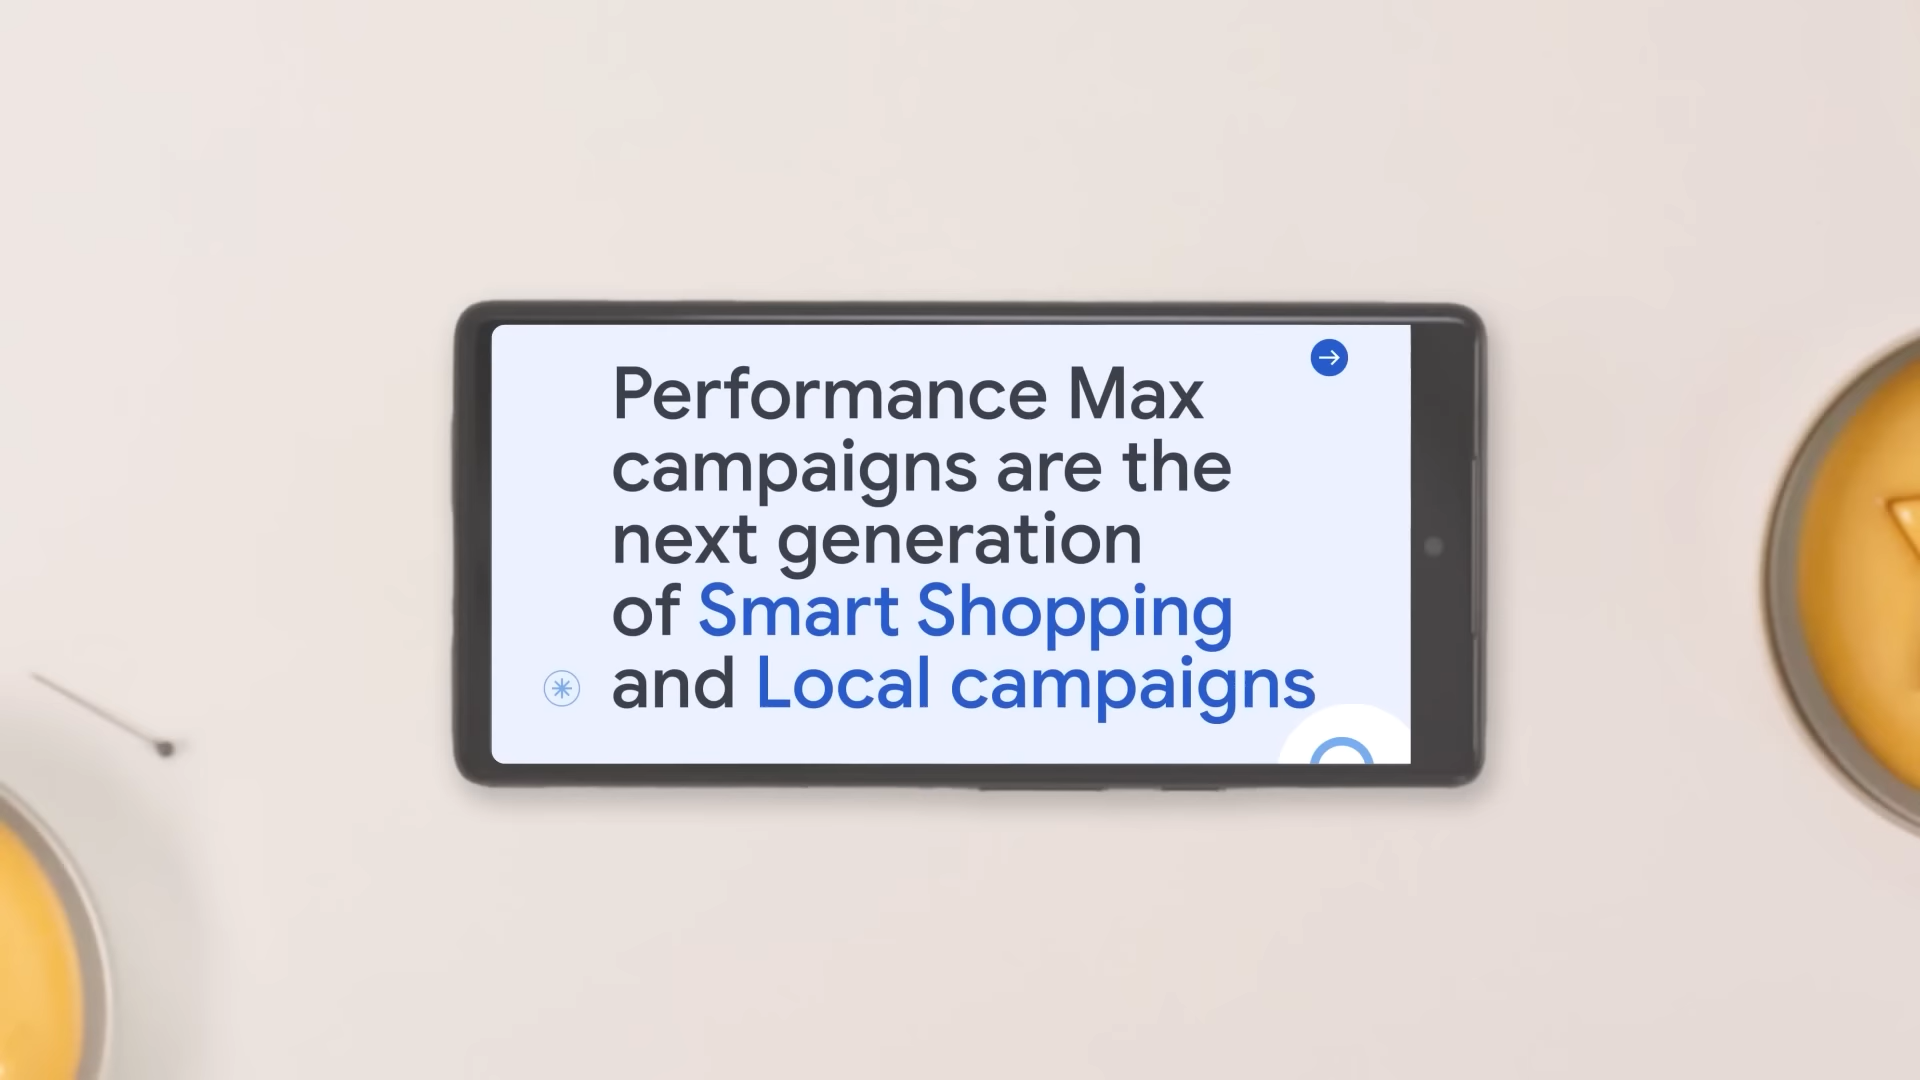 Performance Max
campaigns are the
next generation
of Smart Shopping
and Local campaigns